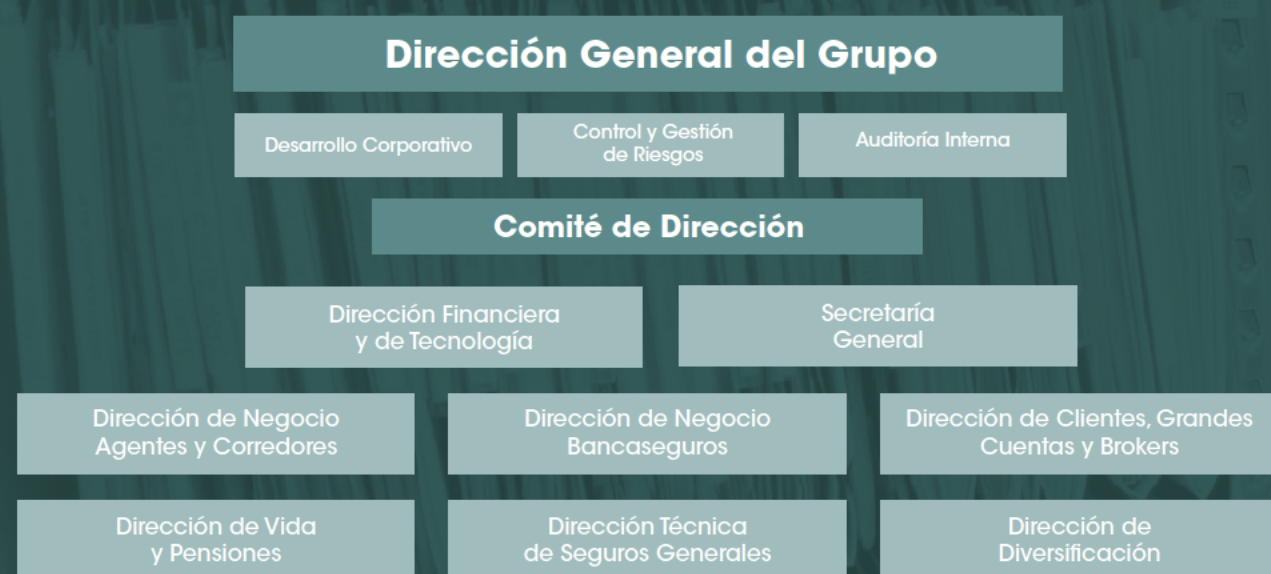 Dirección General del Grupo
Desarrollo Corporativo
Control y Gestión
de Riesgos
Auditoría Interna
Comité de Dirección
Dirección Financiera
y de Tecnología
Secretaría
General
Dirección de Negocio
Agentes y Corredores
Dirección de Negocio
Bancaseguros
Dirección de Clientes, Grandes
Cuentas y Brokers
Dirección de Vida
y Pensiones
Dirección Técnica
de Seguros Generales
Dirección de
Diversificación